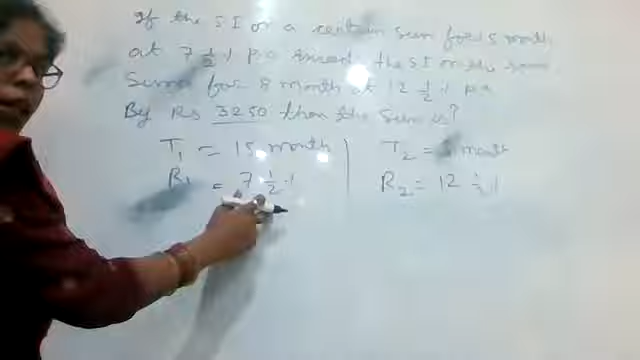 If the S I on a certain Sum for 15 month
at 7 1/2 % p.a exceed the S I on the same
Sum for 8 month at 12 1/2 % p.a
By Rs 3250 then the Sum is?
T1 = 15 month
T2 = 8 month
R1 = 7 1/2 %
R2 = 12 1/2 %